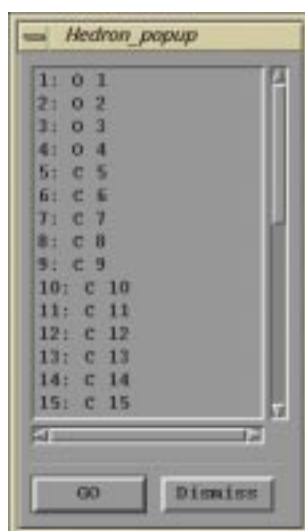 Hedron_popup
1: O 1
2: O 2
3: O 3
4: O 4
5: C 5
6: C 6
7: C 7
8: C 8
9: C 9
10: C 10
11: C 11
12: C 12
13: C 13
14: C 14
15: C 15
GO Dismiss